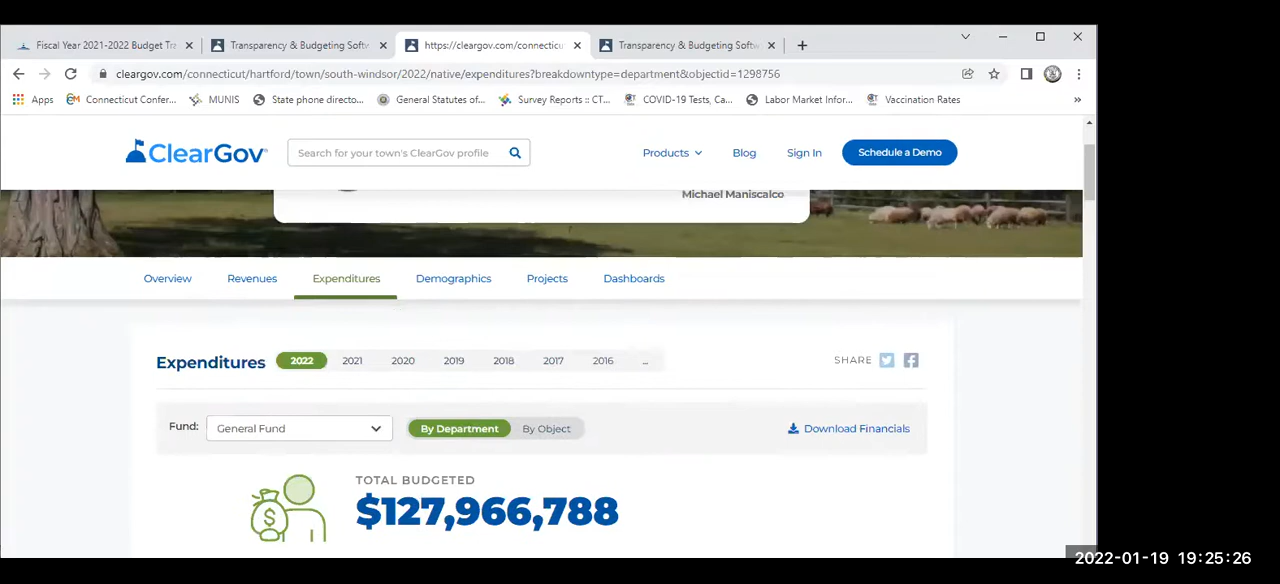 Fiscal Year 2021-2022 Budget Tra
Transparency & Budgeting Softw
https://cleargov.com/connecticu
Transparency & Budgeting Softw
cleargov.com/connecticut/hartford/town/south-windsor/2022/native/expenditures?breakdowntype=department&objectid=1298756
Apps
Connecticut Confer...
MUNIS
State phone directo...
General Statutes of...
Survey Reports :: CT...
COVID-19 Tests, Ca...
Labor Market Infor...
Vaccination Rates
»
ClearGov
Search for your town's ClearGov profile
Products
Blog
Sign In
Schedule a Demo
Michael Maniscalco
Overview
Revenues
Expenditures
Demographics
Projects
Dashboards
Expenditures
2022
2021
2020
2019
2018
2017
2016
...
SHARE
Fund:
General Fund
By Department
By Object
Download Financials
TOTAL BUDGETED
$127,966,788
2022-01-19 19:25:26